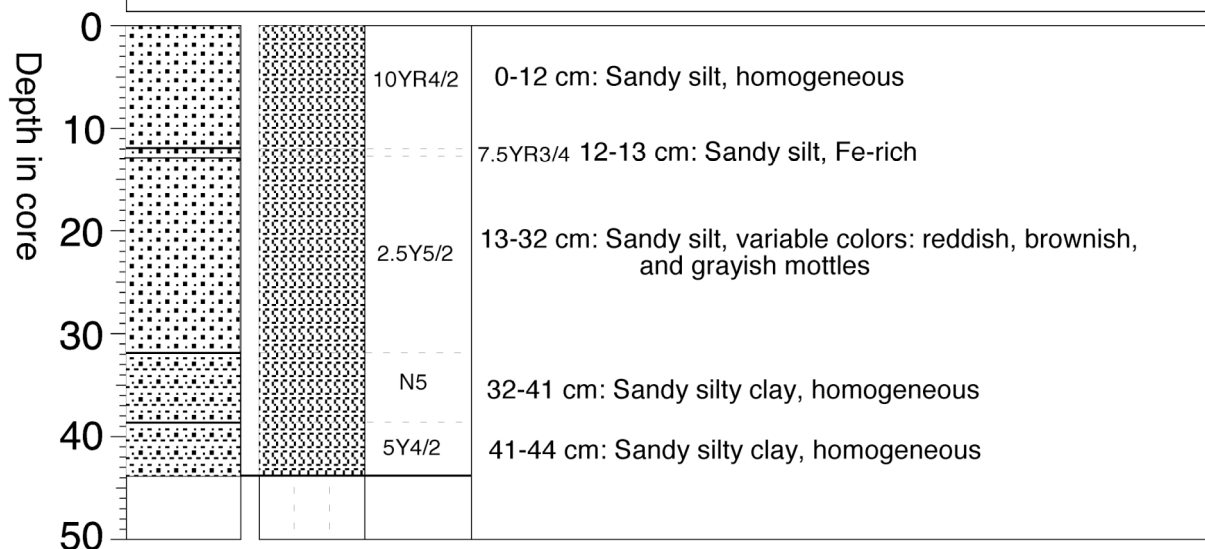 Depth in core
0
10YR4/2 0-12 cm: Sandy silt, homogeneous
10
7.5YR3/4 12-13 cm: Sandy silt, Fe-rich
20
2.5Y5/2 13-32 cm: Sandy silt, variable colors: reddish, brownish,
and grayish mottles
30
N5 32-41 cm: Sandy silty clay, homogeneous
40
5Y4/2 41-44 cm: Sandy silty clay, homogeneous
50